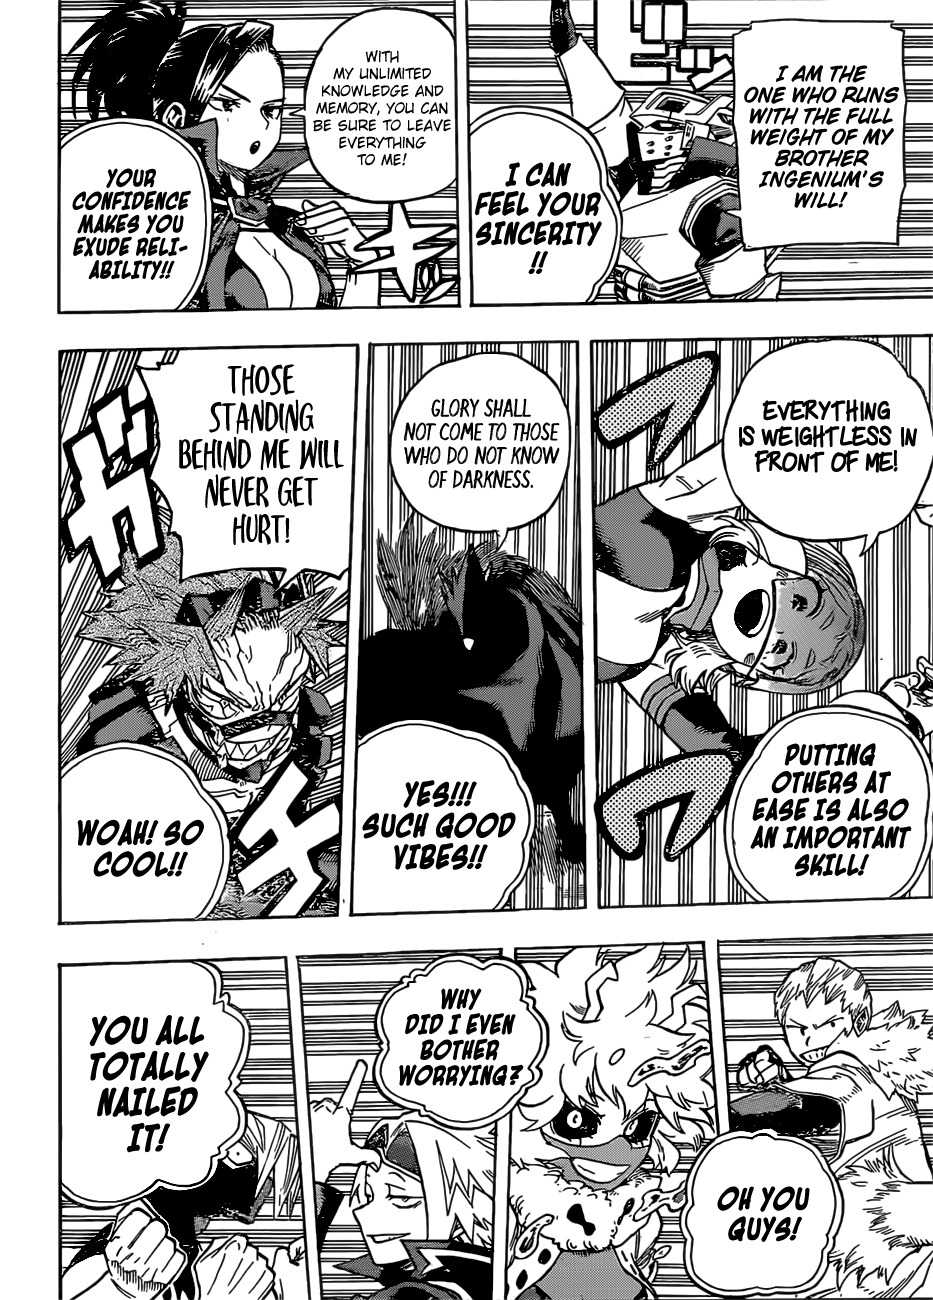 I AM THE
ONE WHO RUNS
WITH THE FULL
WEIGHT OF MY
BROTHER
INGENIUM'S
WILL!
I CAN
FEEL YOUR
SINCERITY
!!
WITH
MY UNLIMITED
KNOWLEDGE AND
MEMORY, YOU CAN
BE SURE TO LEAVE
EVERYTHING
TO ME!
キ
YOUR
CONFIDENCE
MAKES YOU
EXUDE RELI-
ABILITY!!
EVERYTHING
IS WEIGHTLESS IN
FRONT OF ME!
フ
ワ
PUTTING
OTHERS AT
EASE IS ALSO
AN IMPORTANT
SKILL!
GLORY SHALL
NOT COME TO THOSE
WHO DO NOT KNOW
OF DARKNESS.
YES!!!
SUCH GOOD
VIBES!!
THOSE
STANDING
BEHIND ME WILL
NEVER GET
HURT!
ガ
チ
WOAH! SO
COOL!!
OH YOU
GUYS!
WHY
DID I EVEN
BOTHER
WORRYING?
YOU ALL
TOTALLY
NAILED
IT!